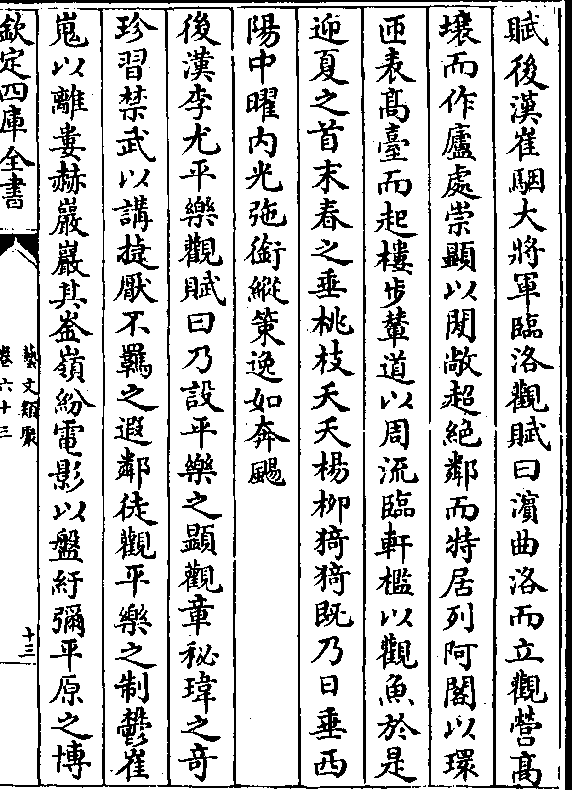 賦後漢崔駰大將軍臨洛觀賦曰濵曲洛而立觀營髙
壤而作廬處崇顯以閒敞超絶鄰而特居列阿閣以環
匝表髙臺而起樓步輦道以周流臨軒檻以觀魚於是
迎夏之首末春之垂桃枝夭夭楊柳猗猗既乃日垂西
陽中曜内光弛銜縱策逸如奔颺
後漢李尤平樂觀賦曰乃設平樂之顯觀章秘瑋之奇
珍習禁武以講捷厭不羈之遐鄰徒觀平樂之制鬱崔
嵬以離婁赫巖巖其崟嶺紛電影以盤紆彌平原之博
欽定四庫全書
藝文類聚
卷六十三
十三